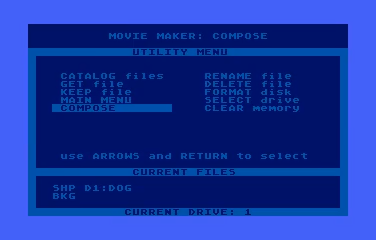 MOVIE MAKER: COMPOSE
UTILITY MENU
CATALOG files RENAME file
GET file DELETE file
KEEP file FORMAT disk
MAIN MENU SELECT drive
COMPOSE CLEAR memory
use ARROWS and RETURN to select
CURRENT FILES
SHP D1:DOG
BKG
CURRENT DRIVE: 1